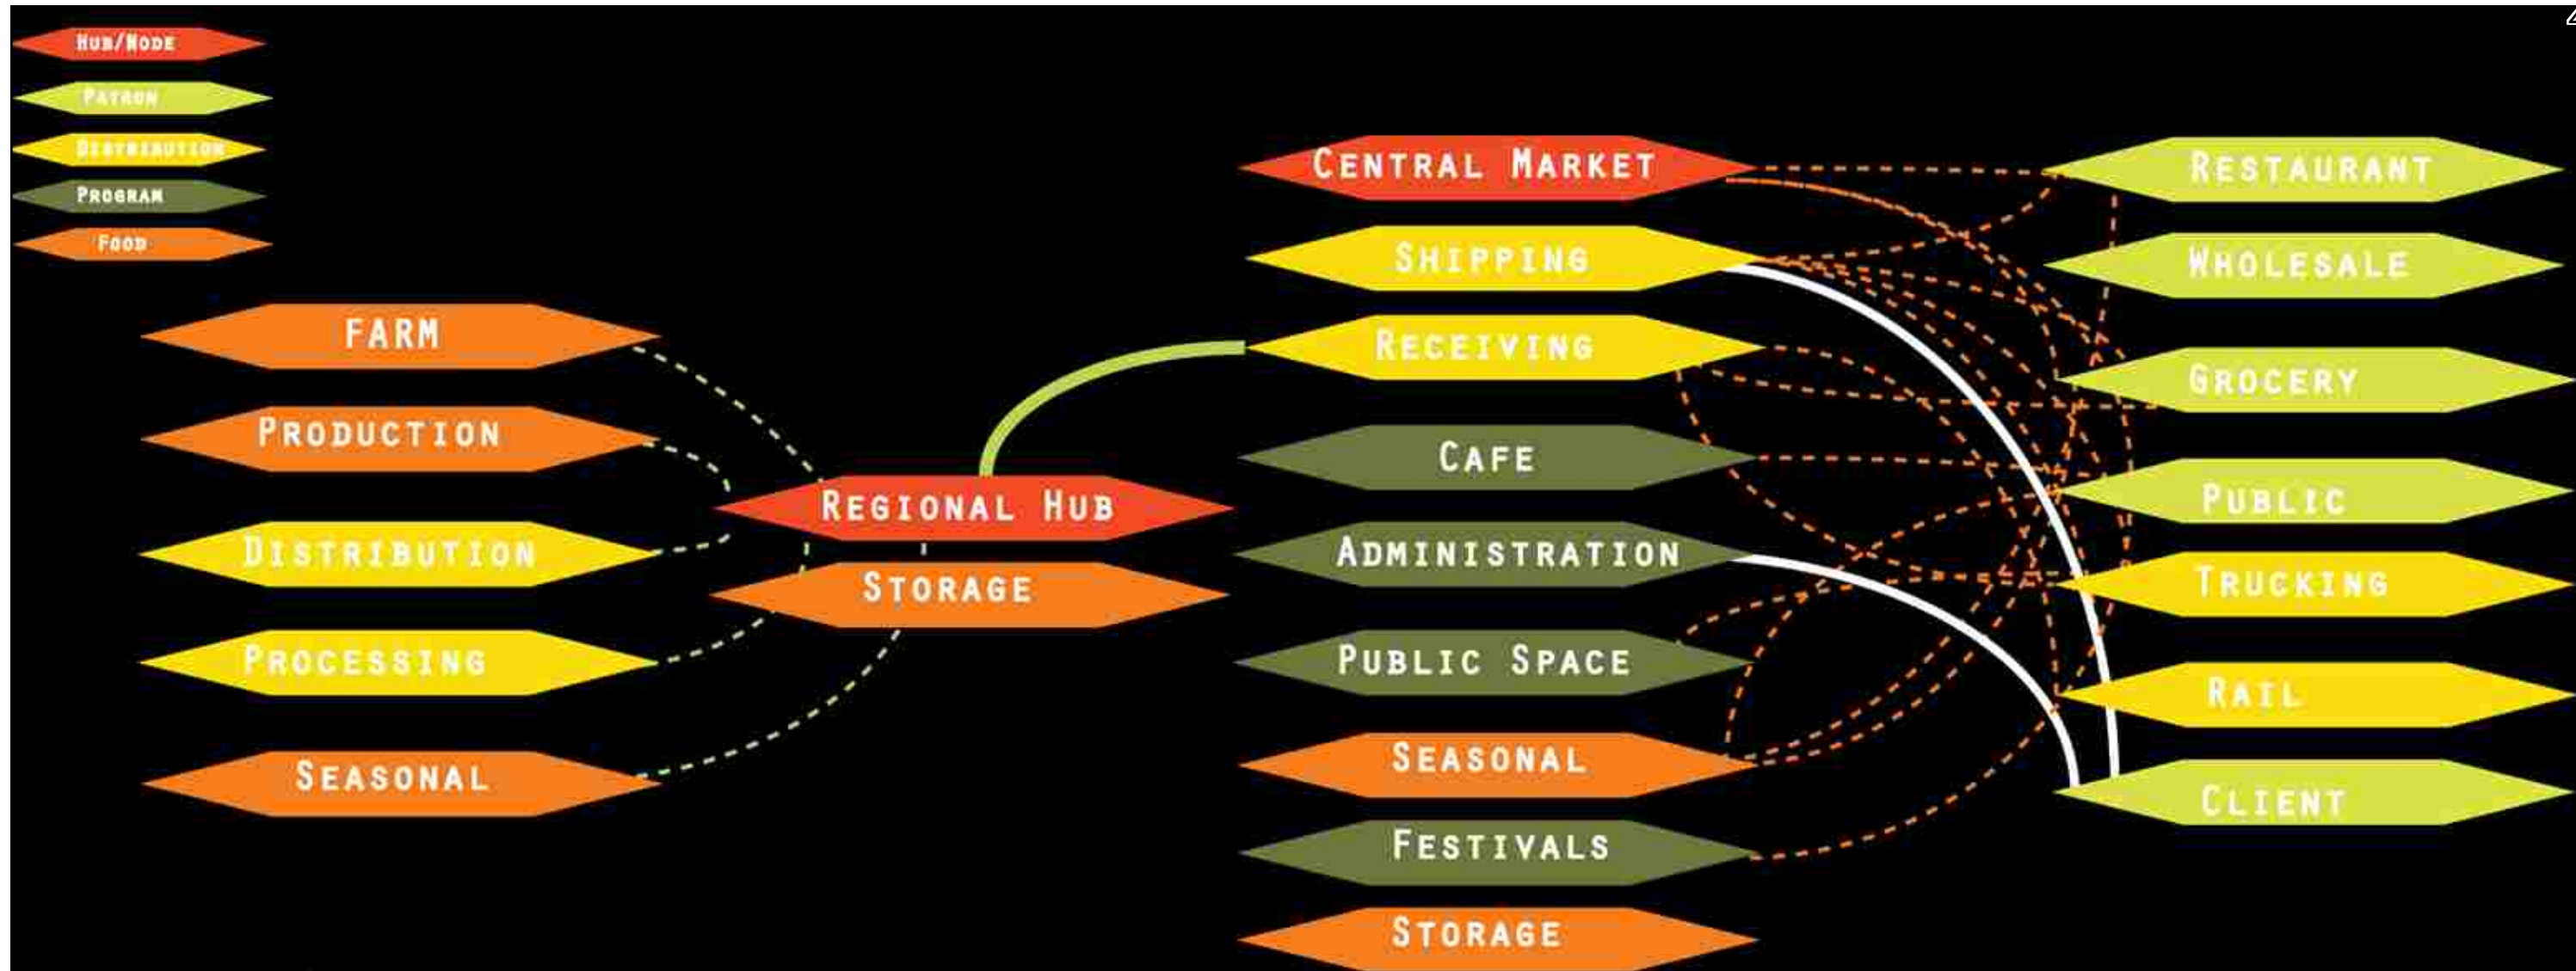 HUB/NODE
PATRON
DISTRIBUTION
PROGRAM
FOOD
FARM
PRODUCTION
DISTRIBUTION
PROCESSING
SEASONAL
REGIONAL HUB
STORAGE
CENTRAL MARKET
SHIPPING
RECEIVING
CAFE
ADMINISTRATION
PUBLIC SPACE
SEASONAL
FESTIVALS
STORAGE
RESTAURANT
WHOLESALE
GROCERY
PUBLIC
TRUCKING
RAIL
CLIENT